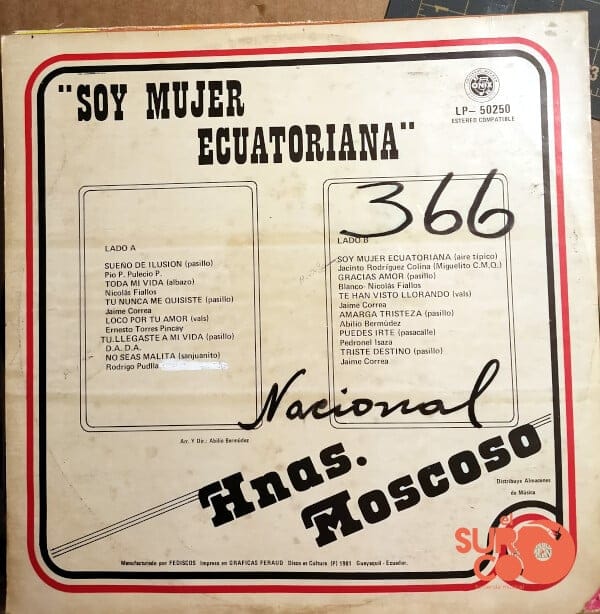 "SOY MUJER
ECUATORIANA"
ONIX
LP- 50250
ESTEREO COMPATIBLE
366
LADO A
SUEÑO DE ILUSION (pasillo)
Pío P. Pulecio P.
TODA MI VIDA (albazo)
Nicolás Fiallos
TU NUNCA ME QUISISTE (pasillo)
Jaime Correa
LOCO POR TU AMOR (vals)
Ernesto Torres Pincay
TU.LLEGASTE A MI VIDA (pasillo)
D.A. D.A.
NO SEAS MALITA (sanjuanito)
Rodrigo Pudlla
LADO B
SOY MUJER ECUATORIANA (aire típico)
Jacinto Rodríguez Colina (Miguelito C.M.Q.)
GRACIAS AMOR (pasillo)
Blanco- Nicolás Fiallos
TE HAN VISTO LLORANDO (vals)
Jaime Correa
AMARGA TRISTEZA (pasillo)
Abilio Bermúdez
PUEDES IRTE (pasacalle)
Pedronel Isaza
TRISTE DESTINO (pasillo)
Jaime Correa
Nacional
Arr. Y Dir.: Abilio Bermúdez
Hnas.
Moscoso
Distribuye Almacenes
de Música
el
SURCO
Manufacturado por FEDISCOS Impreso en GRAFICAS FERAUD Disco es Cultura (P) 1981 Guayaquil - Ecuador.